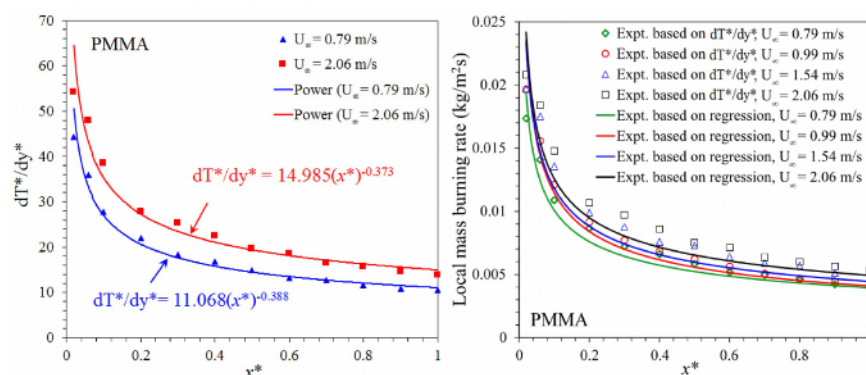 70
60
50
40
30
20
10
0
0
0.2
0.4
0.6
0.8
1
dT*/dy*
x*
PMMA
U∞ = 0.79 m/s
U∞ = 2.06 m/s
Power (U∞ = 0.79 m/s)
Power (U∞ = 2.06 m/s)
dT*/dy* = 14.985(x*)-0.373
dT*/dy*= 11.068(x*)-0.388
0.025
0.02
0.015
0.01
0.005
0
0
0.2
0.4
0.6
0.8
Local mass burning rate (kg/m²s)
x*
PMMA
Expt. based on dT*/dy*, U∞ = 0.79 m/s
Expt. based on dT*/dy*, U∞ = 0.99 m/s
Expt. based on dT*/dy*, U∞ = 1.54 m/s
Expt. based on dT*/dy*, U∞ = 2.06 m/s
Expt. based on regression, U∞ = 0.79 m/s
Expt. based on regression, U∞ = 0.99 m/s
Expt. based on regression, U∞ = 1.54 m/s
Expt. based on regression, U∞ = 2.06 m/s